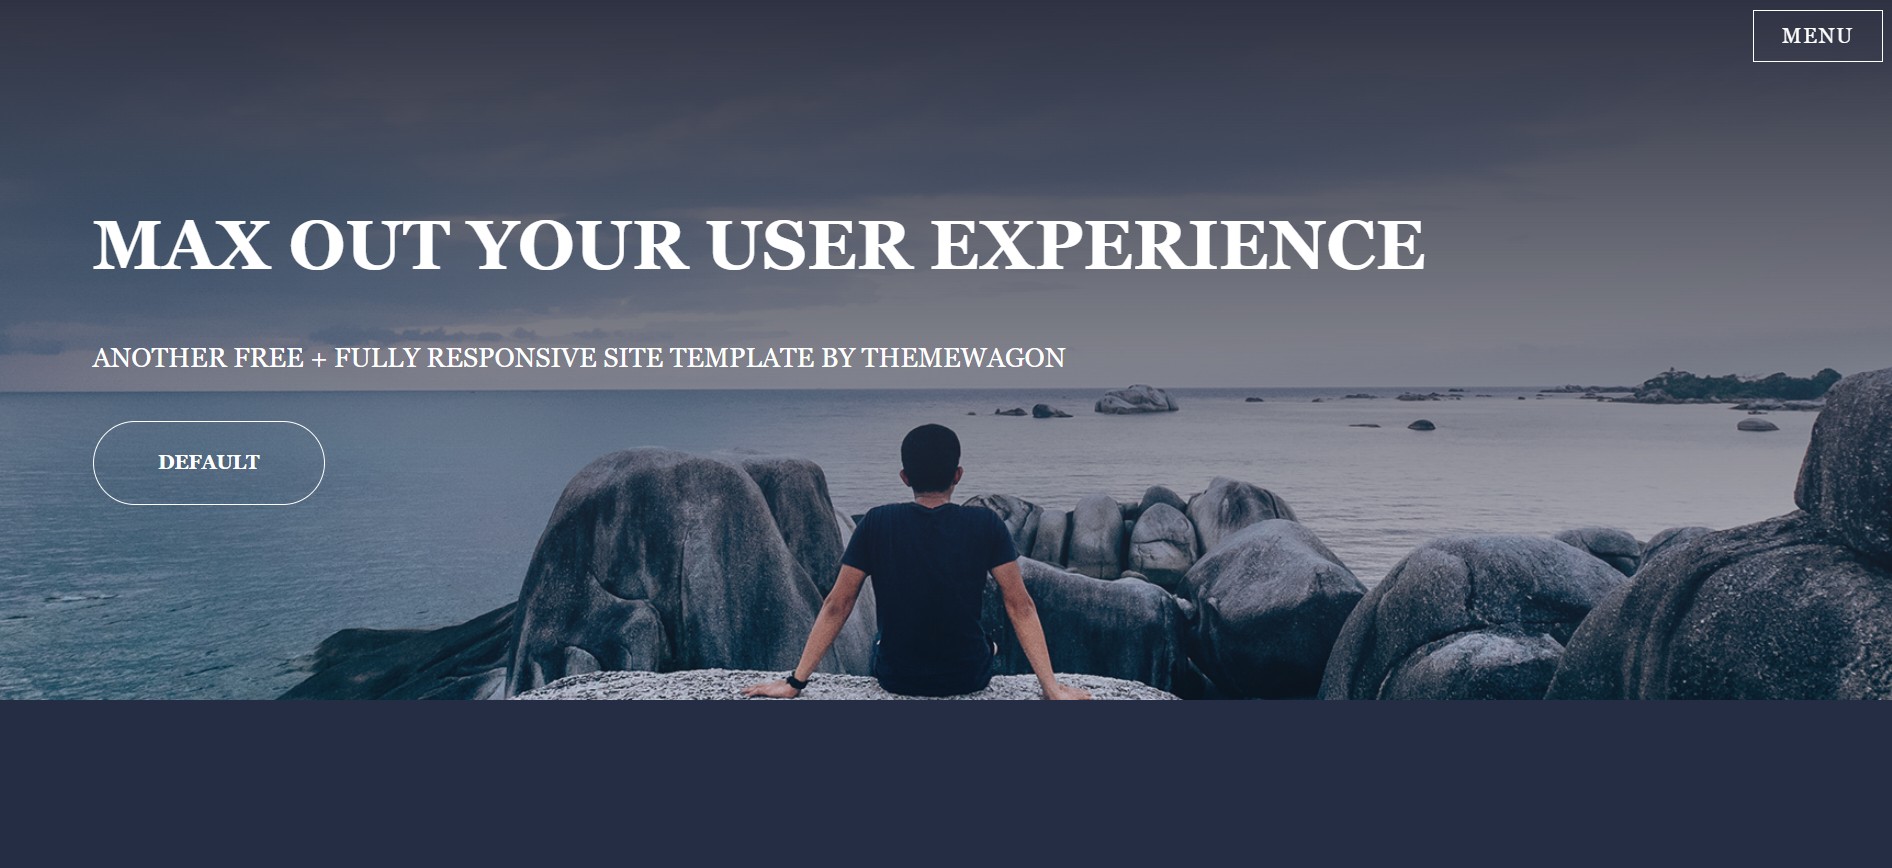 MENU
MAX OUT YOUR USER EXPERIENCE
ANOTHER FREE + FULLY RESPONSIVE SITE TEMPLATE BY THEMEWAGON
DEFAULT